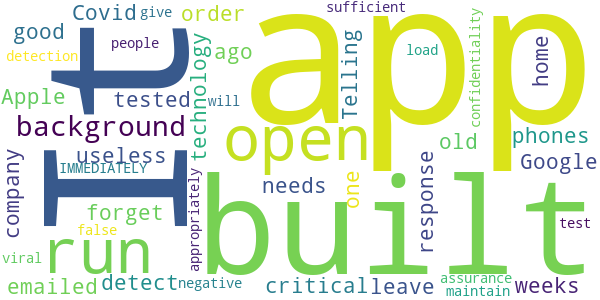 Covid
give
order
sufficient
good
people
ago
detection
It
app
Telling
load
confidentiality
home
Apple
tested
technology
will
background
open
old
phones
useless
IMMEDIATELY
Google
company
needs
one
response
appropriately
built
forget
false
test
run
viral
emailed
detect
negative
critical
leave
assurance
maintain
weeks